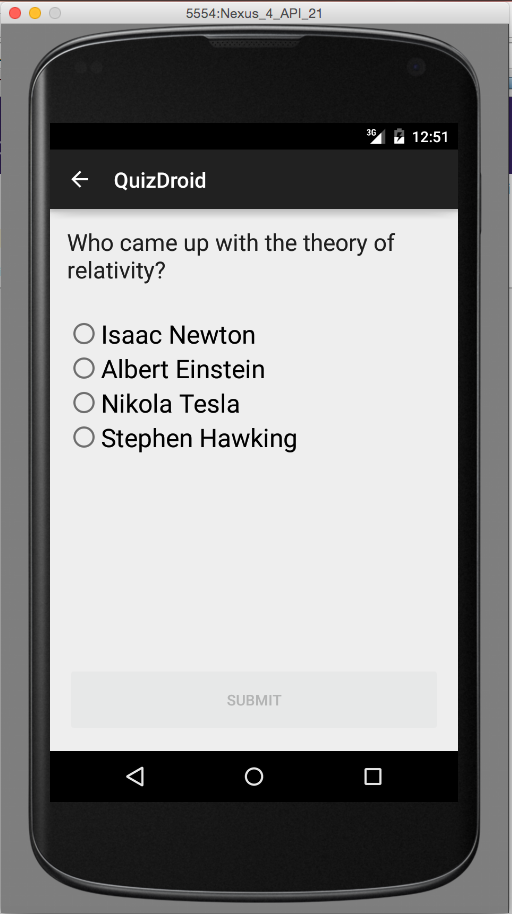 5554:Nexus_4_API_21
3G 12:51
QuizDroid
Who came up with the theory of
relativity?
Isaac Newton
Albert Einstein
Nikola Tesla
Stephen Hawking
SUBMIT